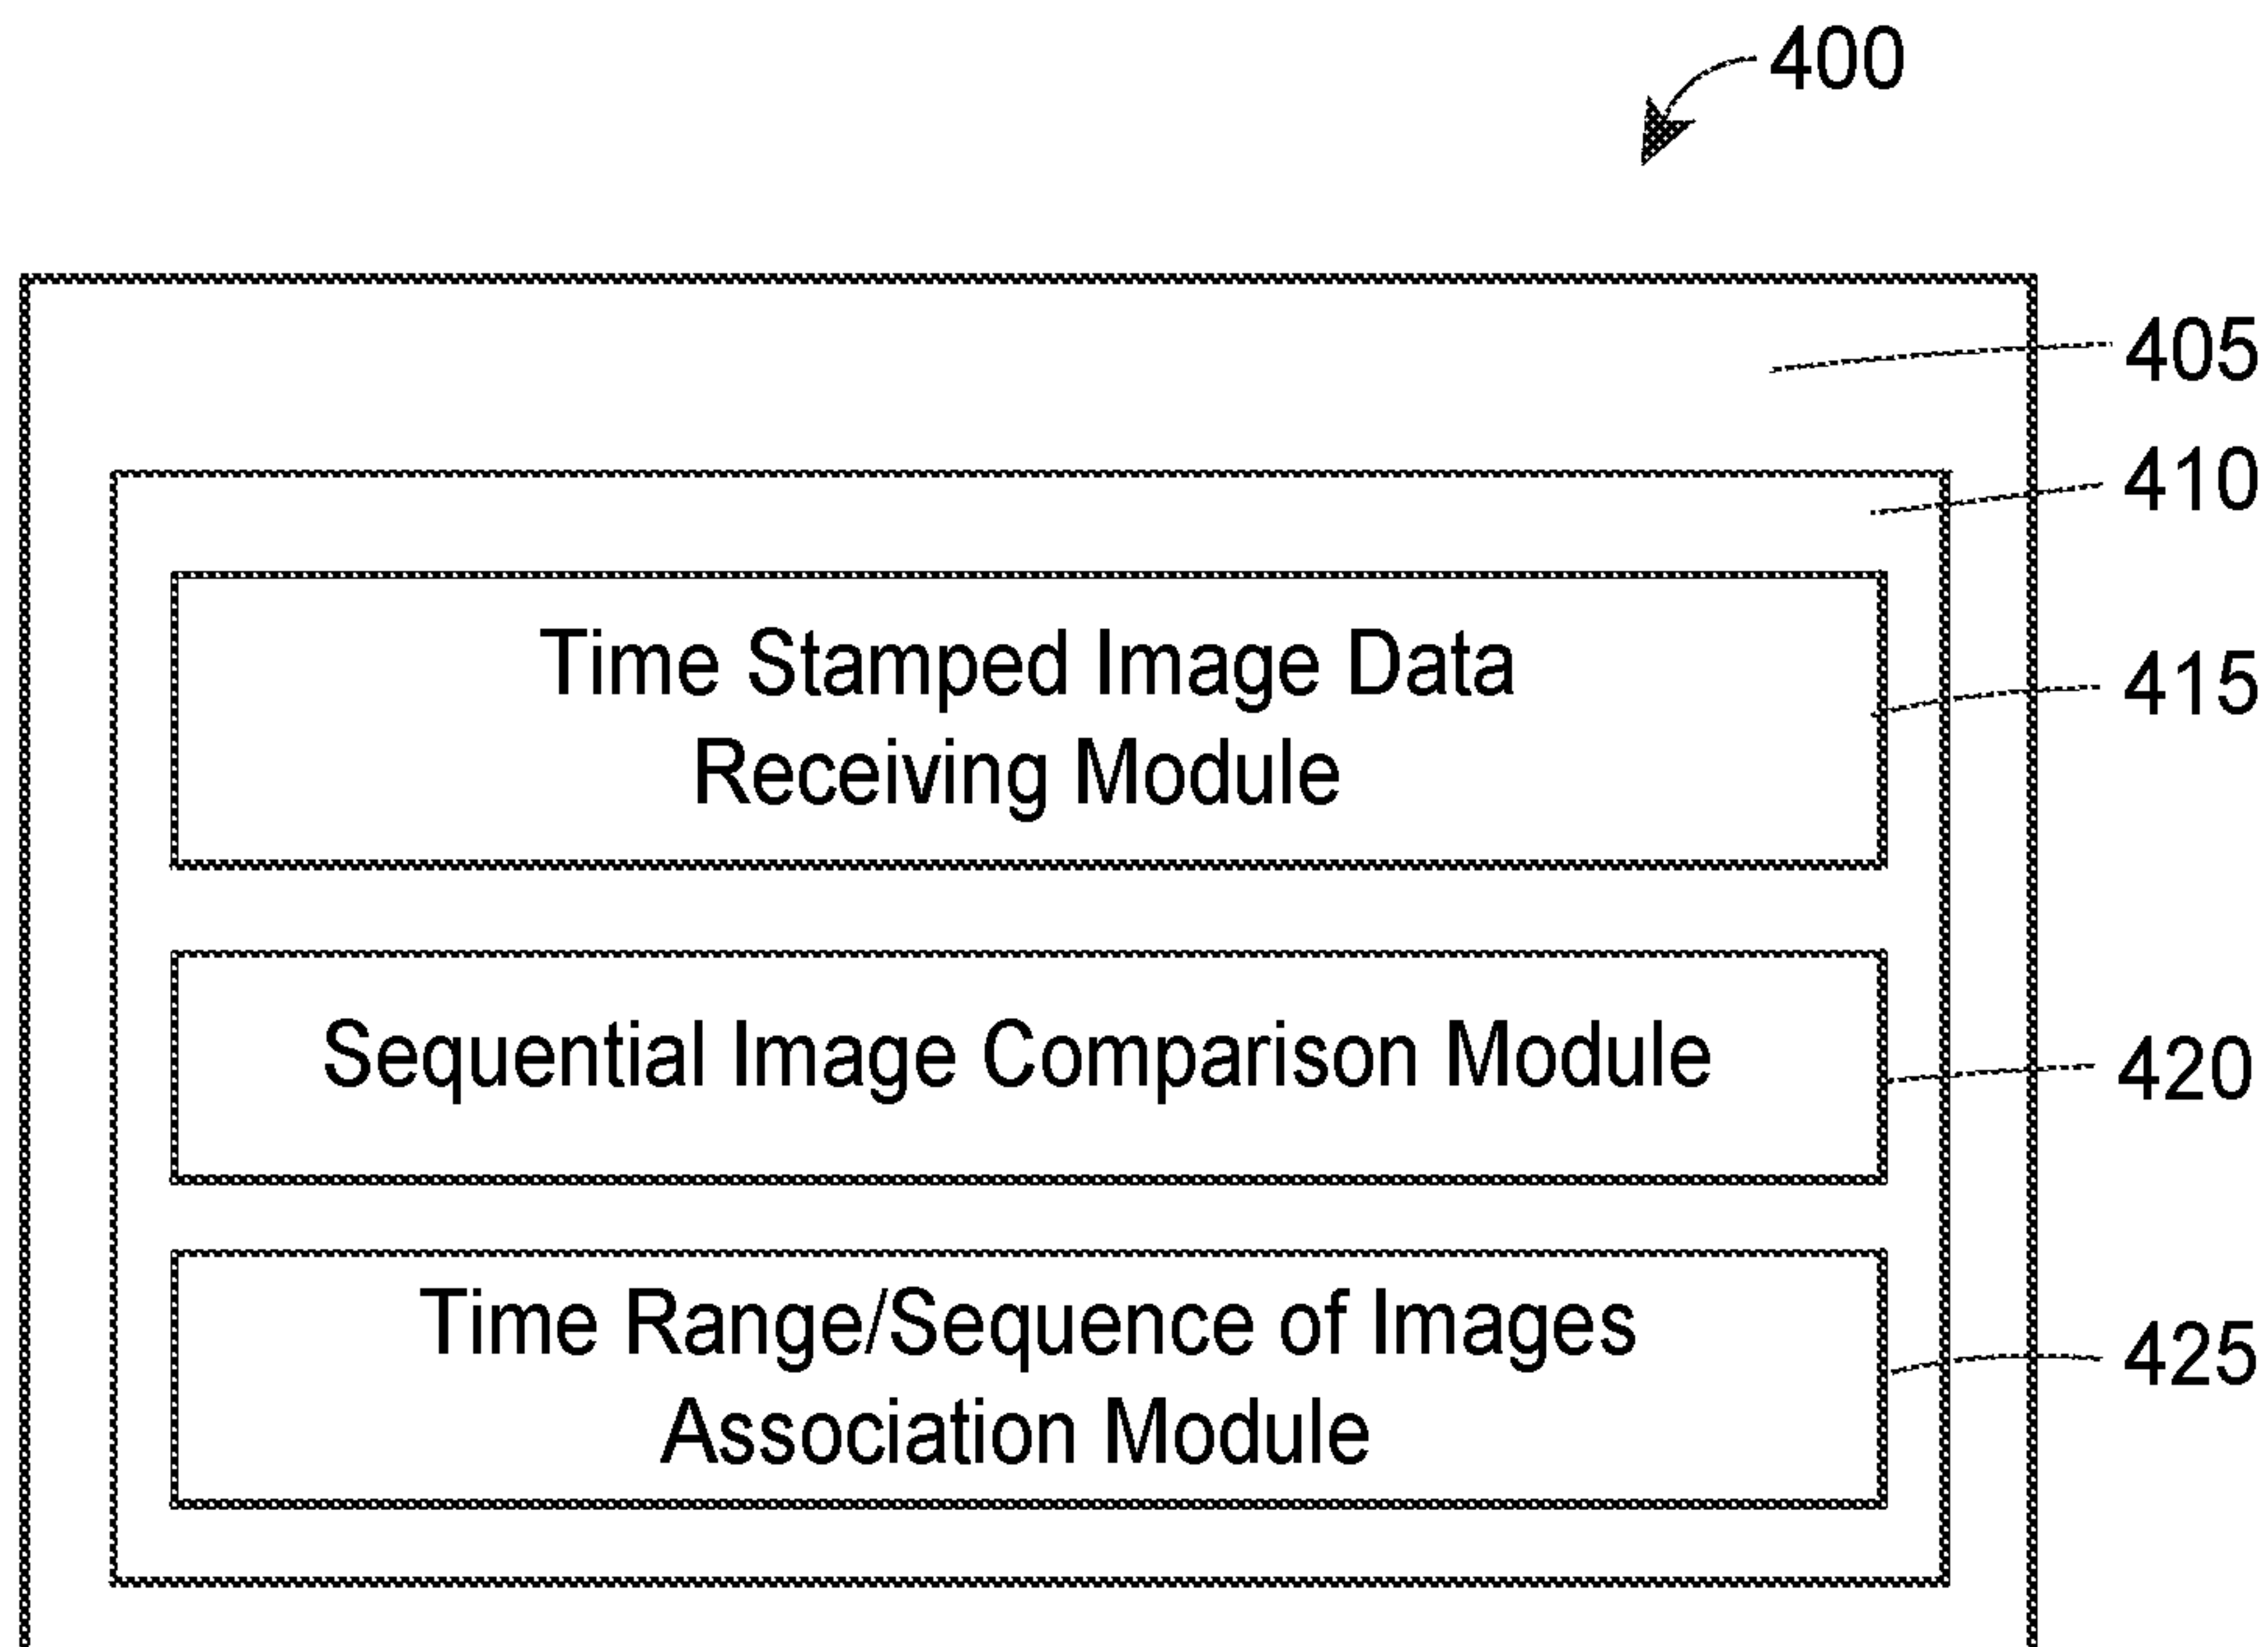 400
405
410
Time Stamped Image Data
Receiving Module
415
Sequential Image Comparison Module
420
Time Range/Sequence of Images
Association Module
425